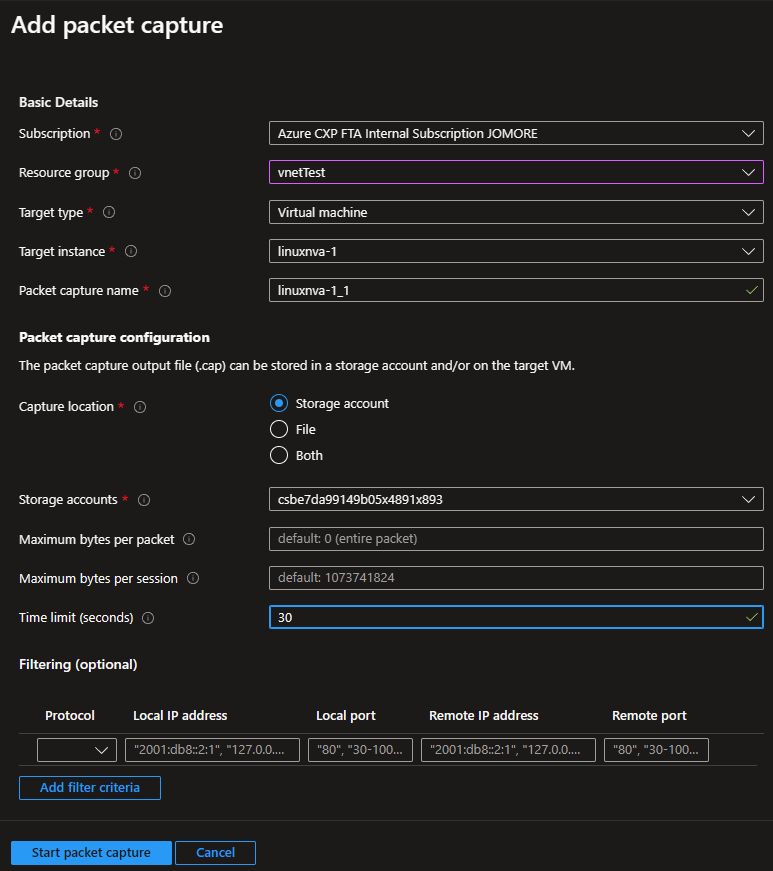 Add packet capture
Basic Details
Subscription *
Azure CXP FTA Internal Subscription JOMORE
Resource group *
vnetTest
Target type *
Virtual machine
Target instance *
linuxnva-1
Packet capture name *
linuxnva-1_1
Packet capture configuration
The packet capture output file (.cap) can be stored in a storage account and/or on the target VM.
Capture location *
Storage account
File
Both
Storage accounts *
csbe7da99149b05x4891x893
Maximum bytes per packet
default: 0 (entire packet)
Maximum bytes per session
default: 1073741824
Time limit (seconds)
30
Filtering (optional)
Protocol Local IP address Local port Remote IP address Remote port
"2001:db8::2:1", "127.0.0.... "80", "30-100... "2001:db8::2:1", "127.0.0.... "80", "30-100...
Add filter criteria
Start packet capture Cancel